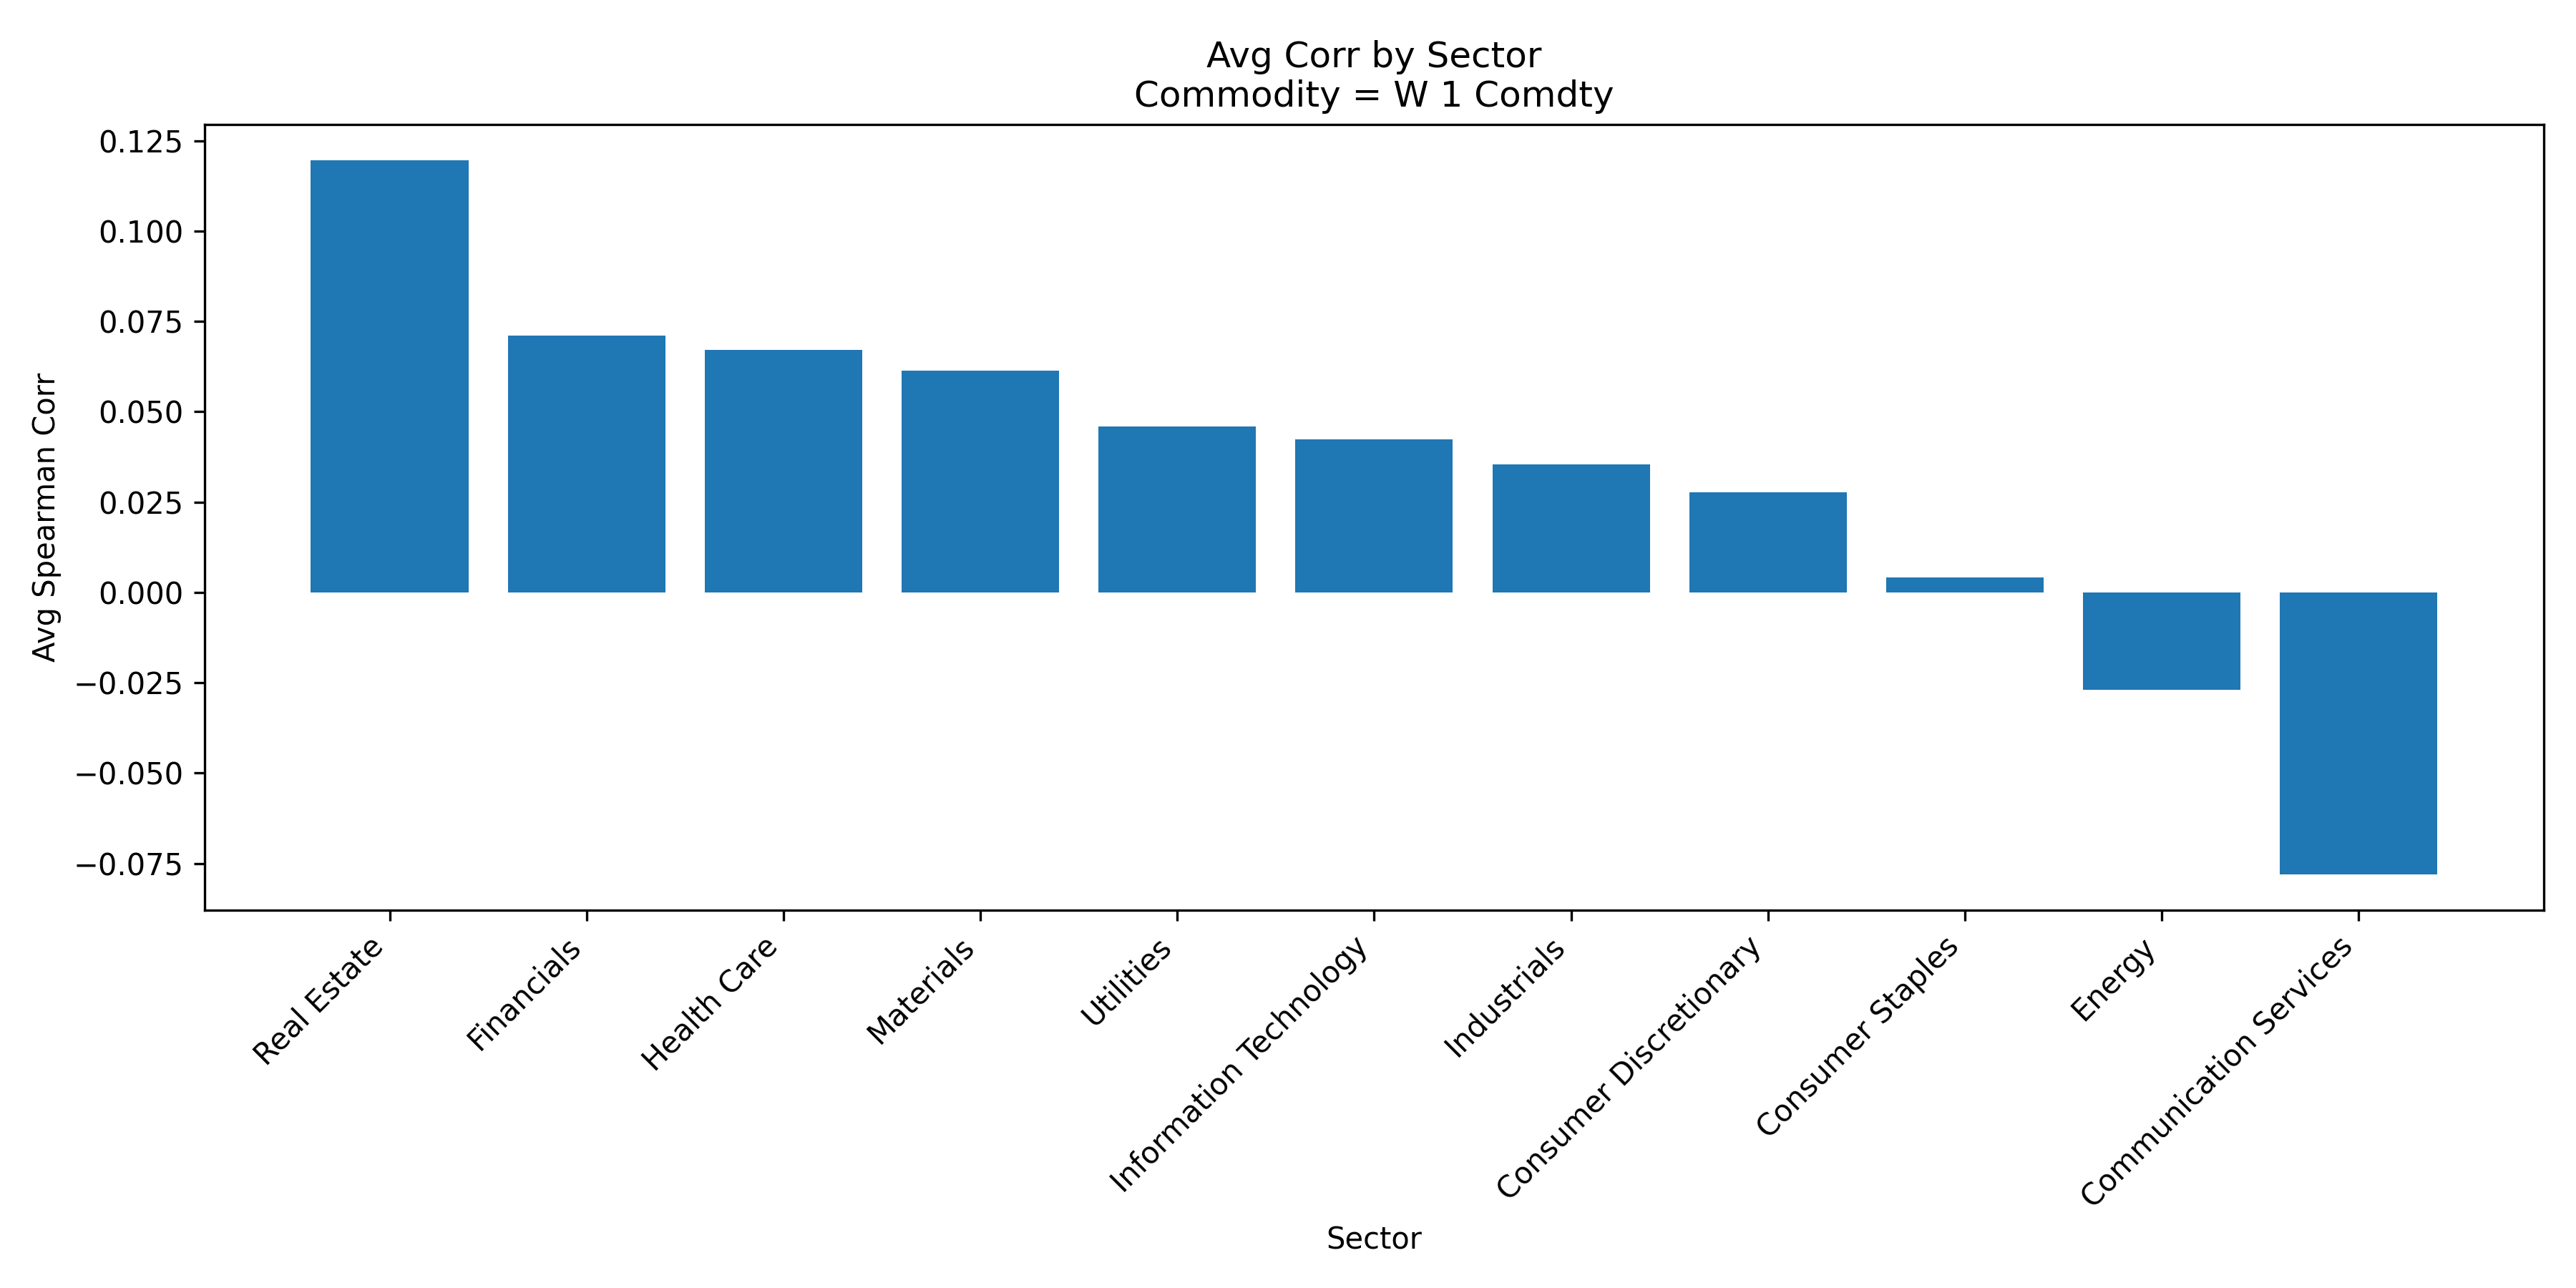 Avg Corr by Sector
Commodity = W 1 Comdty
Avg Spearman Corr
0.125
0.100
0.075
0.050
0.025
0.000
−0.025
−0.050
−0.075
Real Estate
Financials
Health Care
Materials
Utilities
Information Technology
Industrials
Consumer Discretionary
Consumer Staples
Energy
Communication Services
Sector